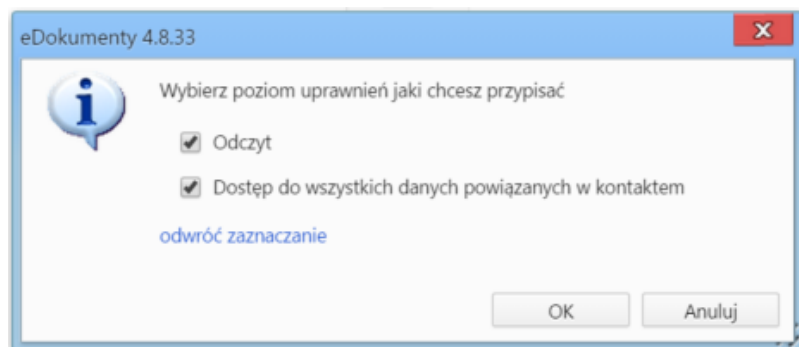 eDokumenty 4.8.33
Wybierz poziom uprawnień jaki chcesz przypisać
Odczyt
Dostęp do wszystkich danych powiązanych w kontaktem
odwróć zaznaczanie
OK Anuluj